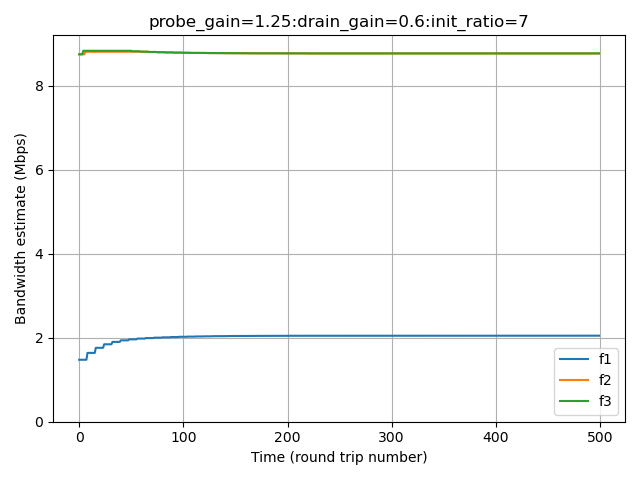 probe_gain=1.25:drain_gain=0.6:init_ratio=7
Bandwidth estimate (Mbps)
8
6
4
2
0
0 100 200 300 400 500
Time (round trip number)
f1
f2
f3